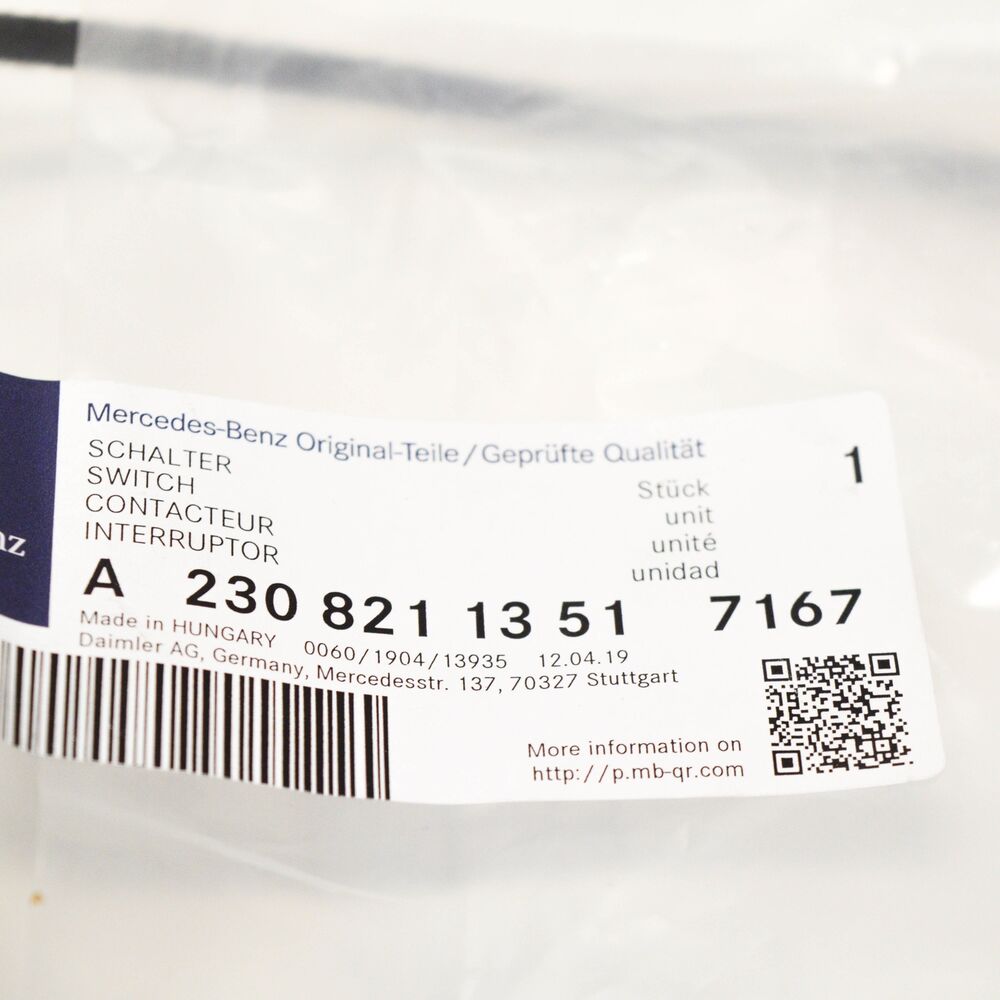 Mercedes-Benz Original-Teile/Geprüfte Qualität
SCHALTER
SWITCH
CONTACTEUR
INTERRUPTOR
1
Stück
unit
unité
unidad
A 230 821 13 51 7167
Made in HUNGARY 0060/1904/13935 12.04.19
Daimler AG, Germany, Mercedesstr. 137, 70327 Stuttgart
More information on
http://p.mb-qr.com